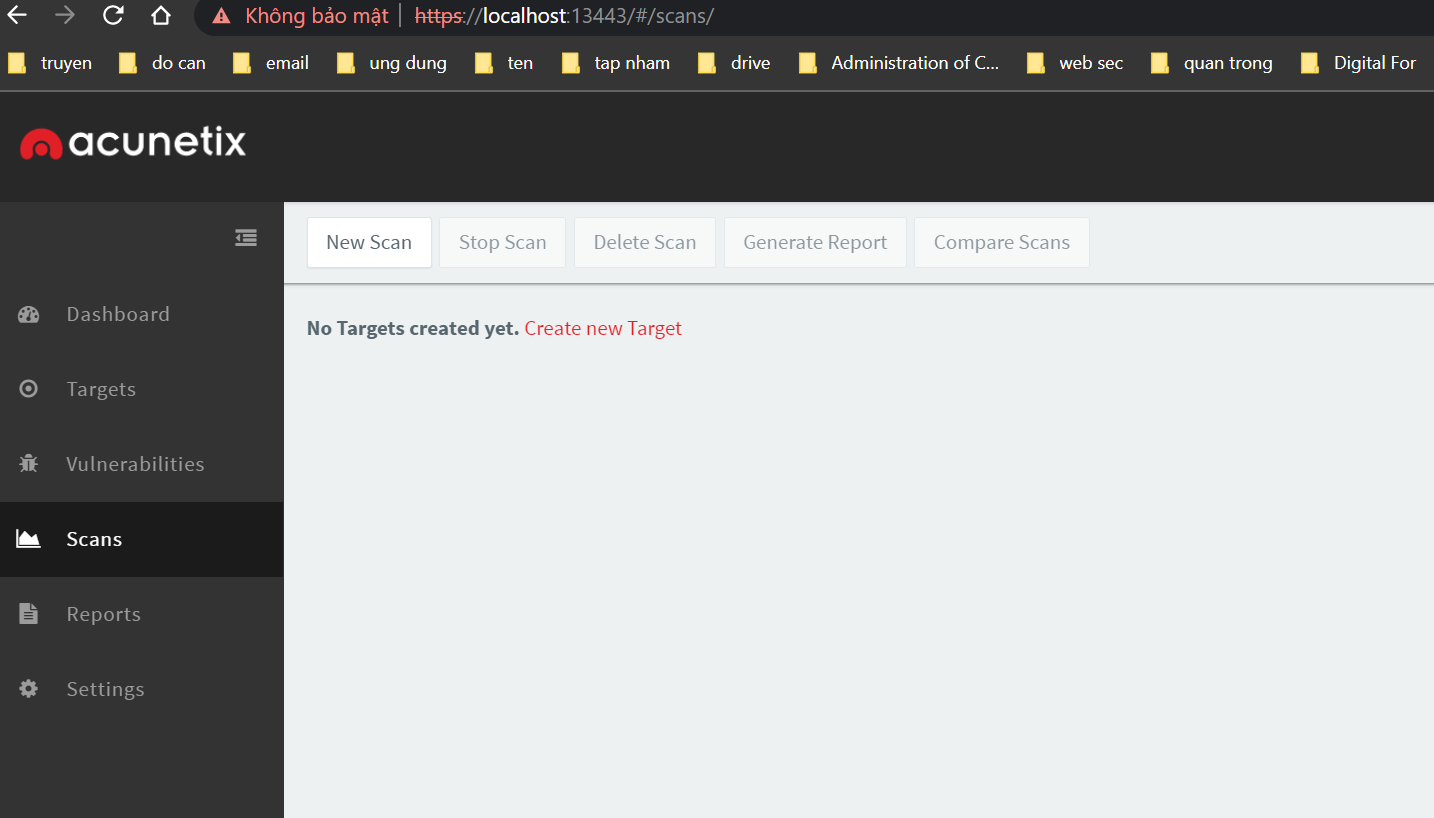 Không bảo mật https://localhost:13443/#/scans/
truyen do can email ung dung ten tap nham drive Administration of C... web sec quan trong Digital For
acunetix
New Scan Stop Scan Delete Scan Generate Report Compare Scans
No Targets created yet. Create new Target
Dashboard
Targets
Vulnerabilities
Scans
Reports
Settings